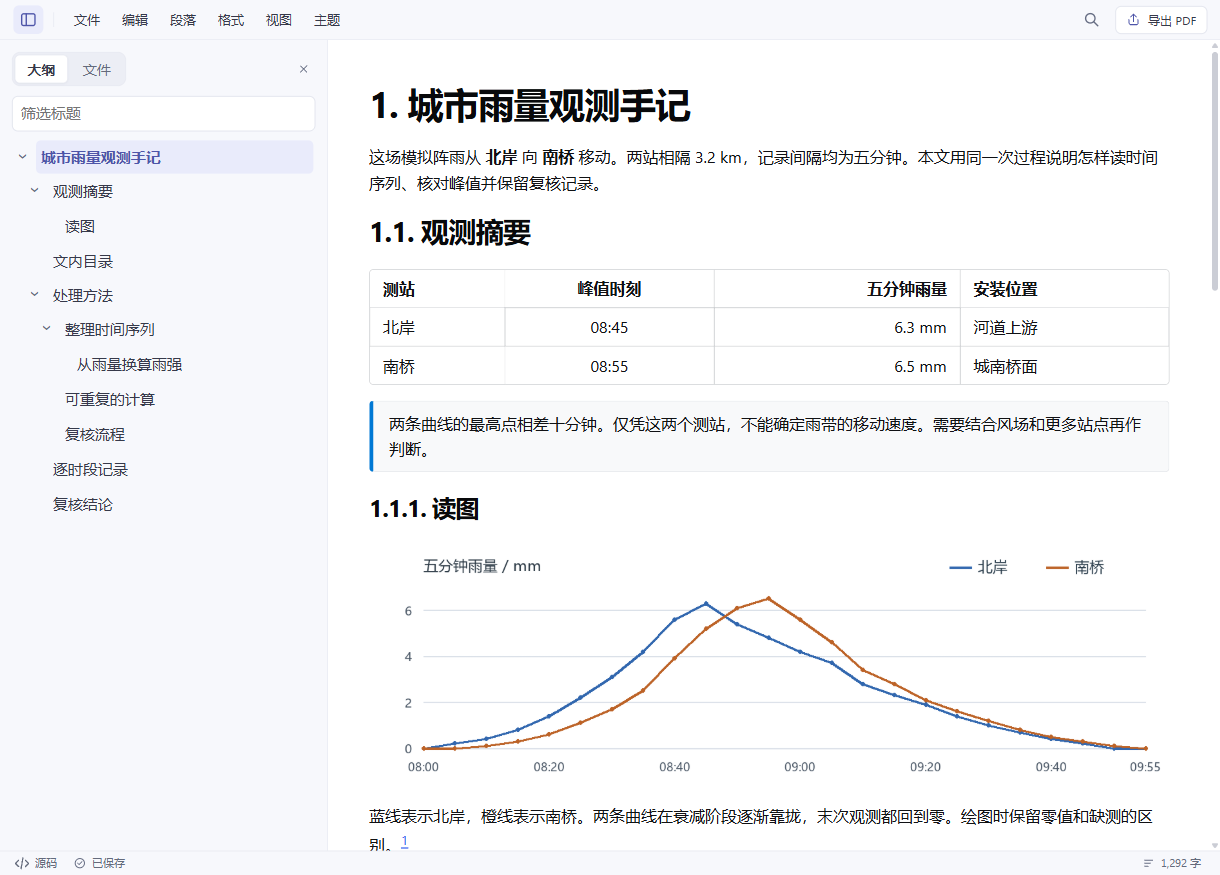 文件 编辑 段落 格式 视图 主题 导出 PDF
大纲 文件
筛选标题
城市雨量观测手记
观测摘要
读图
文内目录
处理方法
整理时间序列
从雨量换算雨强
可重复的计算
复核流程
逐时段记录
复核结论
1. 城市雨量观测手记
这场模拟阵雨从 北岸 向 南桥 移动。两站相隔 3.2 km，记录间隔均为五分钟。本文用同一次过程说明怎样读时间
序列、核对峰值并保留复核记录。
1.1. 观测摘要
测站 峰值时刻 五分钟雨量 安装位置
北岸 08:45 6.3 mm 河道上游
南桥 08:55 6.5 mm 城南桥面
两条曲线的最高点相差十分钟。仅凭这两个测站，不能确定雨带的移动速度。需要结合风场和更多站点再作
判断。
1.1.1. 读图
五分钟雨量 / mm 北岸 南桥
6
4
2
0
08:00 08:20 08:40 09:00 09:20 09:40 09:55
蓝线表示北岸，橙线表示南桥。两条曲线在衰减阶段逐渐靠拢，末次观测都回到零。绘图时保留零值和缺测的区
别。1
源码 已保存 1,292 字